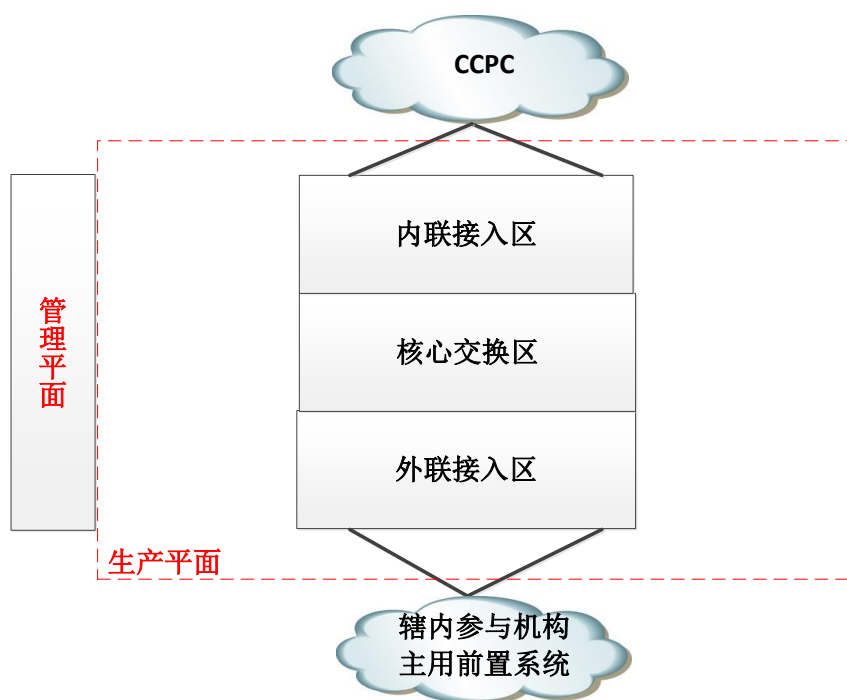 CCPC
内联接入区
管理平面
核心交换区
外联接入区
生产平面
辖内参与机构
主用前置系统